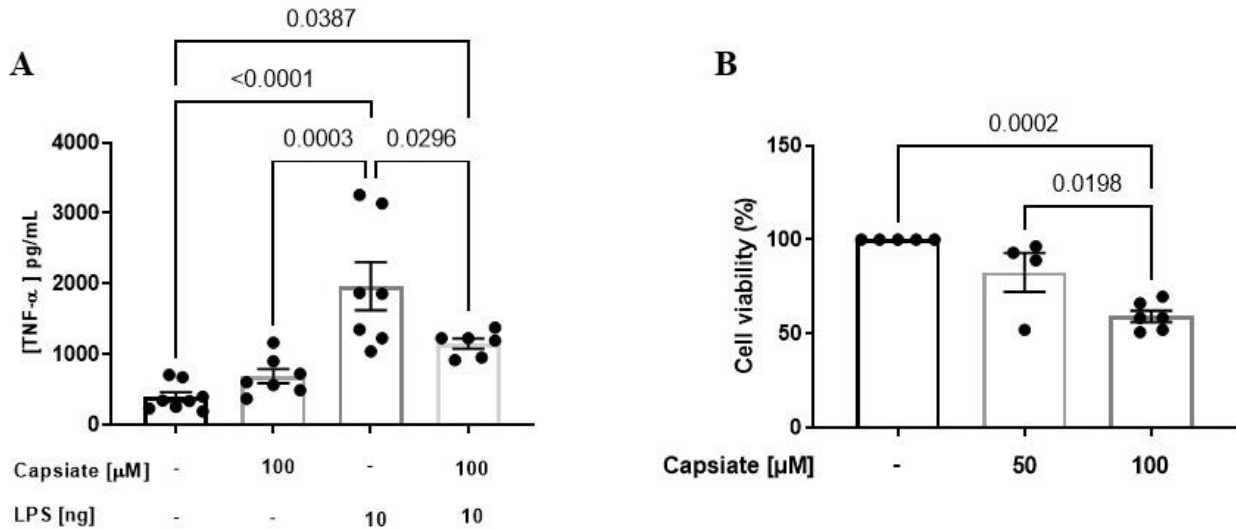 A
0.0387
<0.0001
0.0003
0.0296
[TNF-α ] pg/mL
4000
3000
2000
1000
0
Capsiate [µM] - 100 - 100
LPS [ng] - - 10 10
B
0.0002
0.0198
Cell viability (%)
150
100
50
0
Capsiate [µM] - 50 100